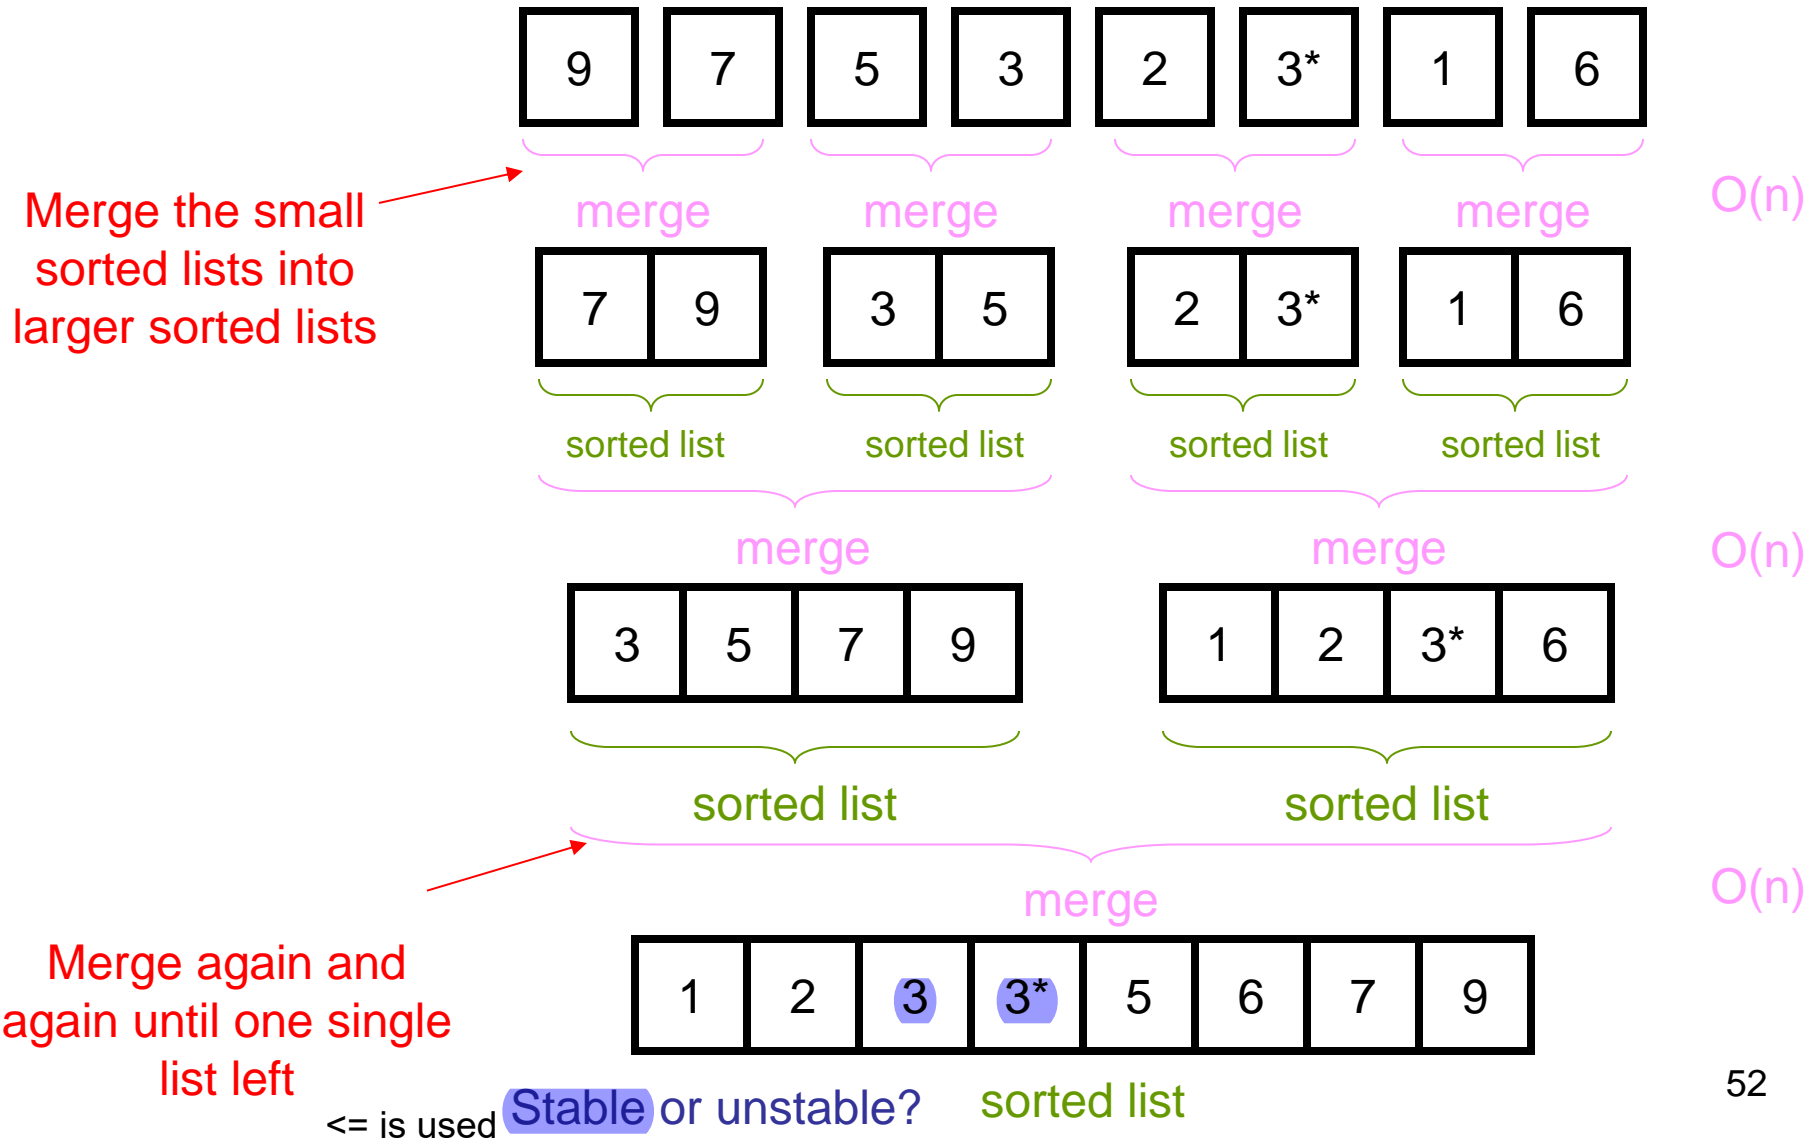 9 7 5 3 2 3* 1 6
merge merge merge merge O(n)
Merge the small
sorted lists into
larger sorted lists
7 9 3 5 2 3* 1 6
sorted list sorted list sorted list sorted list
merge merge O(n)
3 5 7 9 1 2 3* 6
sorted list sorted list
merge O(n)
Merge again and
again until one single
list left
1 2 3 3* 5 6 7 9
<= is used Stable or unstable? sorted list
52